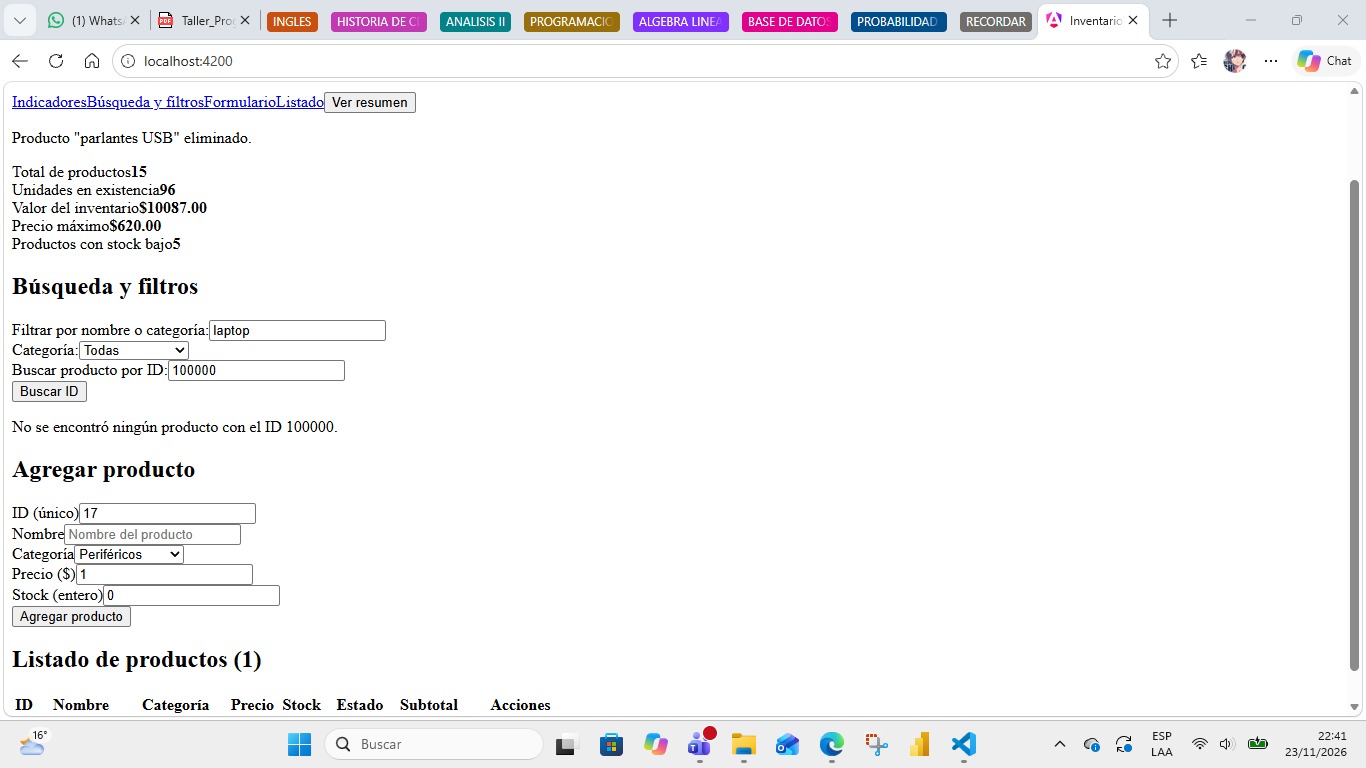 (1) Whats
Taller_Pro
INGLES
HISTORIA DE
ANALISIS II
PROGRAMACIO
ALGEBRA LINEA
BASE DE DATOS
PROBABILIDAD
RECORDAR
Inventario
localhost:4200
Chat
IndicadoresBúsqueda y filtrosFormularioListado Ver resumen
Producto "parlantes USB" eliminado.
Total de productos15
Unidades en existencia96
Valor del inventario$10087.00
Precio máximo$620.00
Productos con stock bajo5
Búsqueda y filtros
Filtrar por nombre o categoría: laptop
Categoría: Todas
Buscar producto por ID: 100000
Buscar ID
No se encontró ningún producto con el ID 100000.
Agregar producto
ID (único) 17
Nombre Nombre del producto
Categoría Periféricos
Precio ($) 1
Stock (entero) 0
Agregar producto
Listado de productos (1)
ID Nombre Categoría Precio Stock Estado Subtotal Acciones
16°
Buscar
ESP
LAA
22:41
23/11/2026